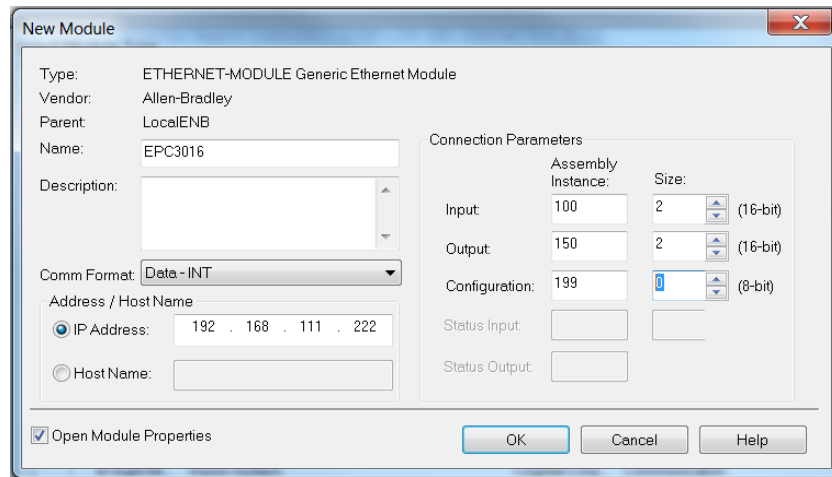 New Module
Type: ETHERNET-MODULE Generic Ethernet Module
Vendor: Allen-Bradley
Parent: LocalENB
Name: EPC3016
Description:
Comm Format: Data - INT
Address / Host Name
IP Address: 192 . 168 . 111 . 222
Host Name:
Connection Parameters
Assembly
Instance: Size:
Input: 100 2 (16-bit)
Output: 150 2 (16-bit)
Configuration: 199 0 (8-bit)
Status Input:
Status Output:
Open Module Properties
OK Cancel Help